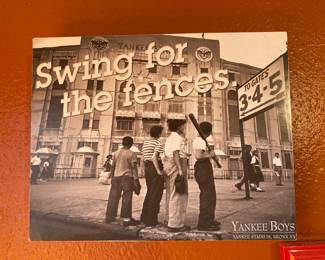 YANKEE
Swing for
the fences.
TO GATES
3-4-5
YANKEE BOYS
YANKEE STADIUM, BRONX, NY